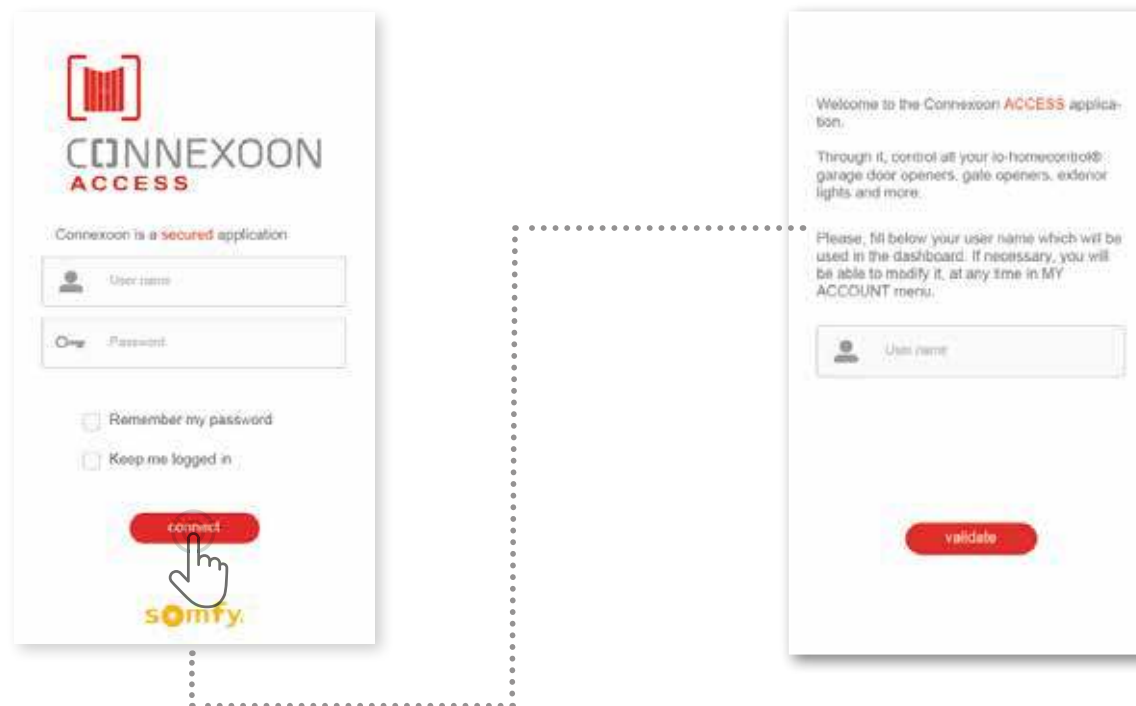 CONNEXOON
ACCESS
Connexoon is a secured application
User name
Password
Remember my password
Keep me logged in
connect
somfy.
Welcome to the Connexoon ACCESS applica-
tion.
Through it, control all your io-homecontrol®
garage door openers, gate openers, exterior
lights and more.
Please, fill below your user name which will be
used in the dashboard. If necessary, you will
be able to modify it, at any time in MY
ACCOUNT menu.
User name
validate